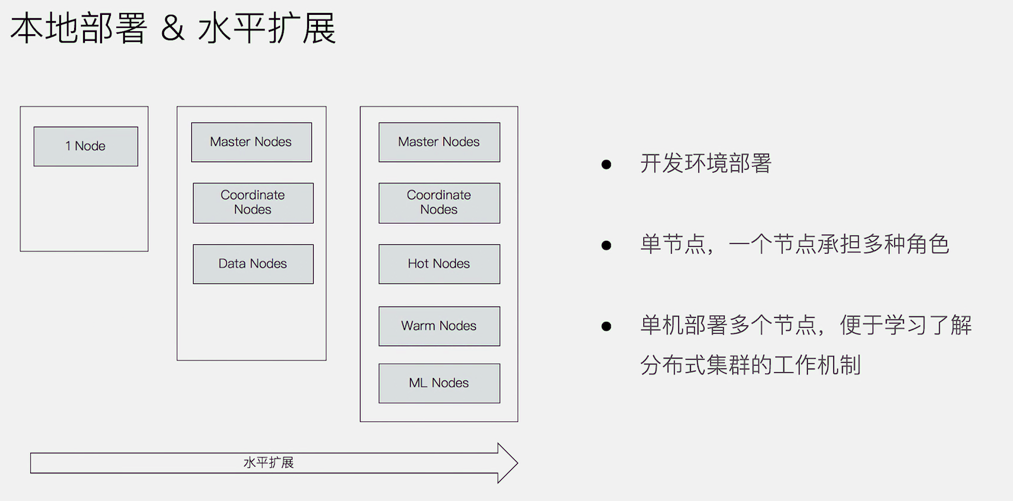 本地部署 & 水平扩展
1 Node
Master Nodes
Coordinate
Nodes
Data Nodes
Master Nodes
Coordinate
Nodes
Hot Nodes
Warm Nodes
ML Nodes
水平扩展
● 开发环境部署
● 单节点，一个节点承担多种角色
● 单机部署多个节点，便于学习了解
分布式集群的工作机制